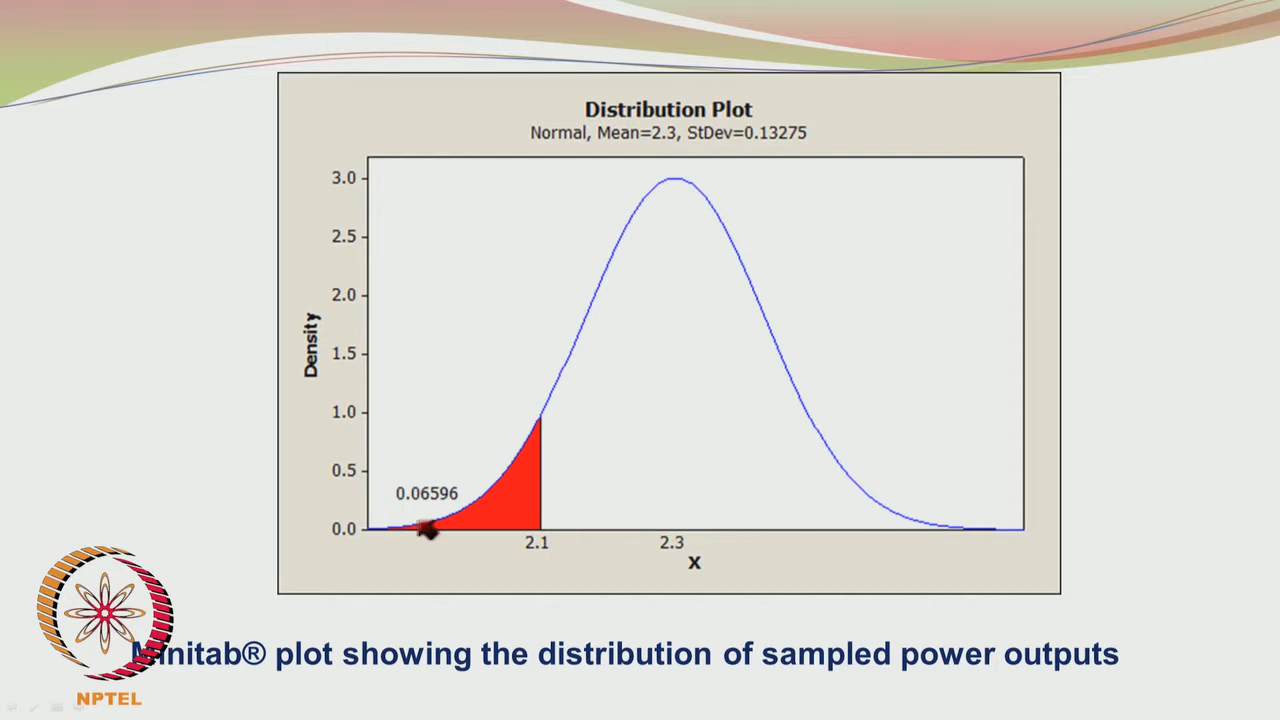 Distribution Plot
Normal, Mean=2.3, StDev=0.13275
3.0
2.5
2.0
1.5
1.0
0.5
0.0
Density
0.06596
2.1
2.3
X
Minitab® plot showing the distribution of sampled power outputs
NPTEL